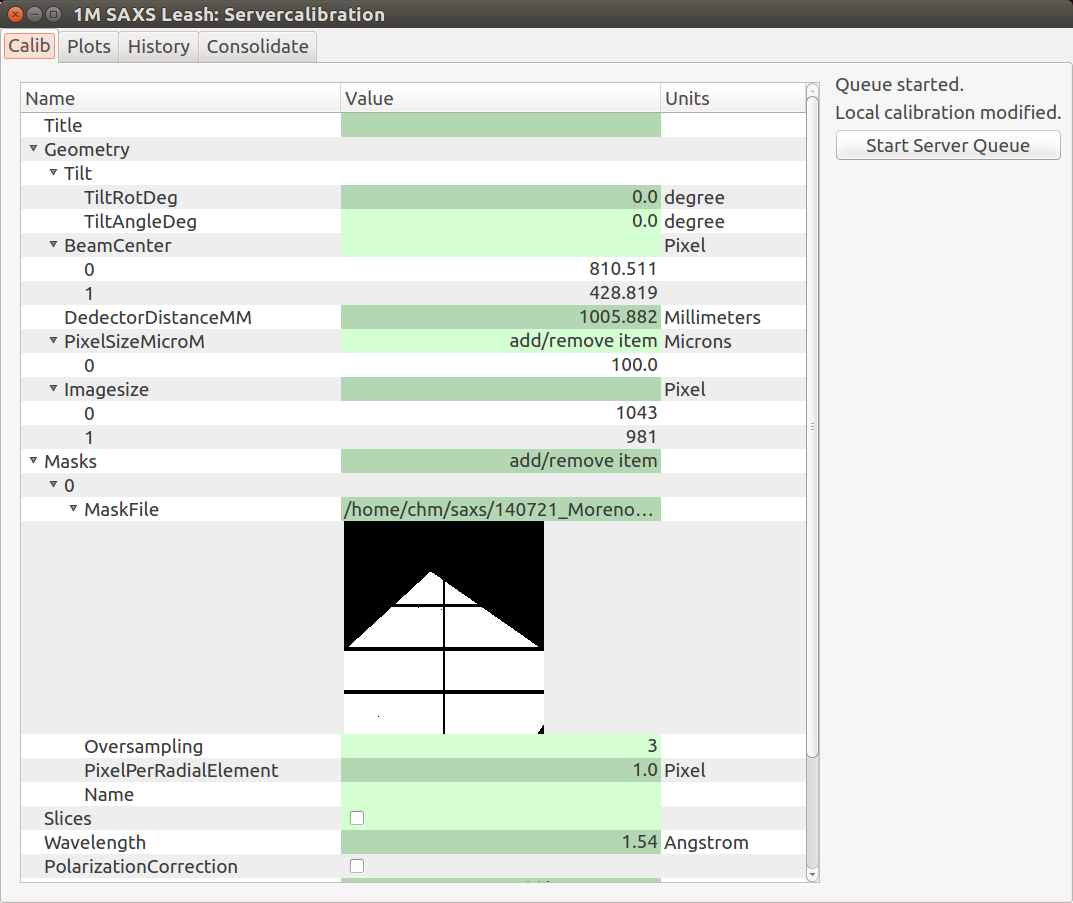 1M SAXS Leash: Servercalibration
Calib Plots History Consolidate
Name Value Units
Title
Geometry
Tilt
TiltRotDeg 0.0 degree
TiltAngleDeg 0.0 degree
BeamCenter Pixel
0 810.511
1 428.819
DedectorDistanceMM 1005.882 Millimeters
PixelSizeMicroM add/remove item Microns
0 100.0
Imagesize Pixel
0 1043
1 981
Masks add/remove item
0
MaskFile /home/chm/saxs/140721_Moreno...
Oversampling 3
PixelPerRadialElement 1.0 Pixel
Name
Slices
Wavelength 1.54 Angstrom
PolarizationCorrection
Queue started.
Local calibration modified.
Start Server Queue